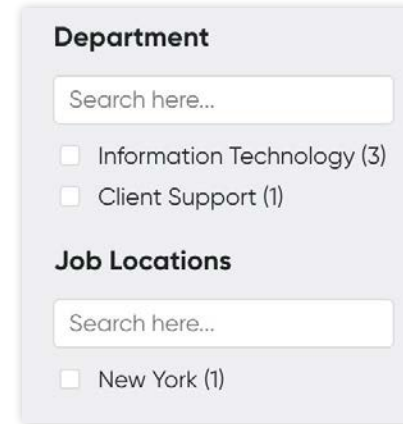 Department
Search here...
Information Technology (3)
Client Support (1)
Job Locations
Search here...
New York (1)